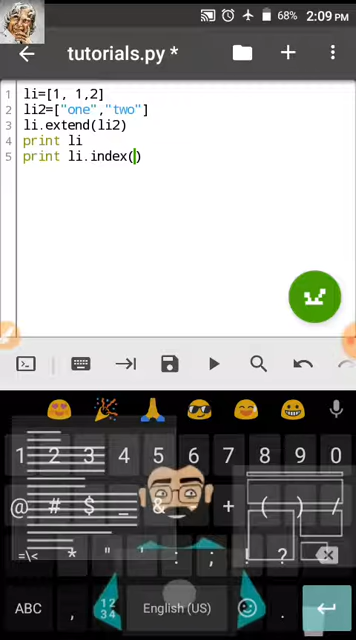 68% 2:09 PM
tutorials.py *
1 li=[1, 1,2]
2 li2=["one","two"]
3 li.extend(li2)
4 print li
5 print li.index()
1 2 3 4 5 6 7 8 9 0
@ # $ _ & + ( ) /
=\< * " ' : ; ! ?
ABC , 12 34 English (US) .